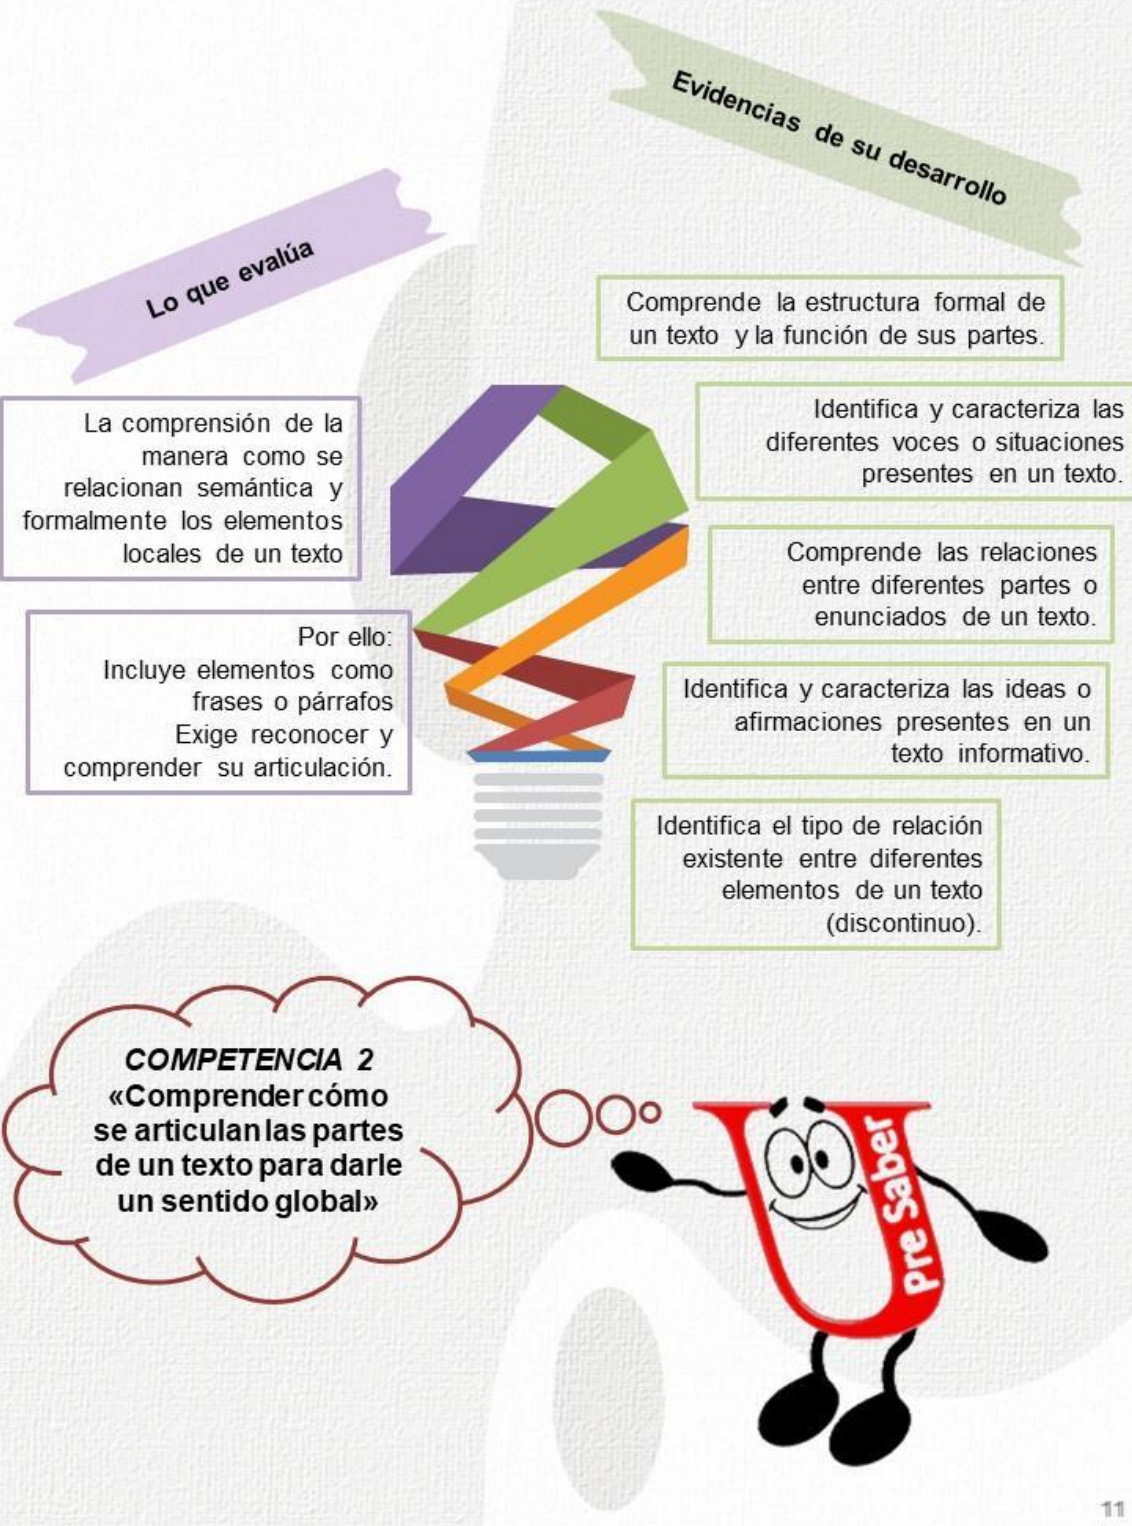 Evidencias de su desarrollo
Lo que evalúa
Comprende la estructura formal de
un texto y la función de sus partes.
La comprensión de la
manera como se
relacionan semántica y
formalmente los elementos
locales de un texto
Por ello:
Incluye elementos como
frases o párrafos
Exige reconocer y
comprender su articulación.
Identifica y caracteriza las
diferentes voces o situaciones
presentes en un texto.
Comprende las relaciones
entre diferentes partes o
enunciados de un texto.
Identifica y caracteriza las ideas o
afirmaciones presentes en un
texto informativo.
Identifica el tipo de relación
existente entre diferentes
elementos de un texto
(discontinuo).
COMPETENCIA 2
«Comprender cómo
se articulan las partes
de un texto para darle
un sentido global»
Pre Saber
11